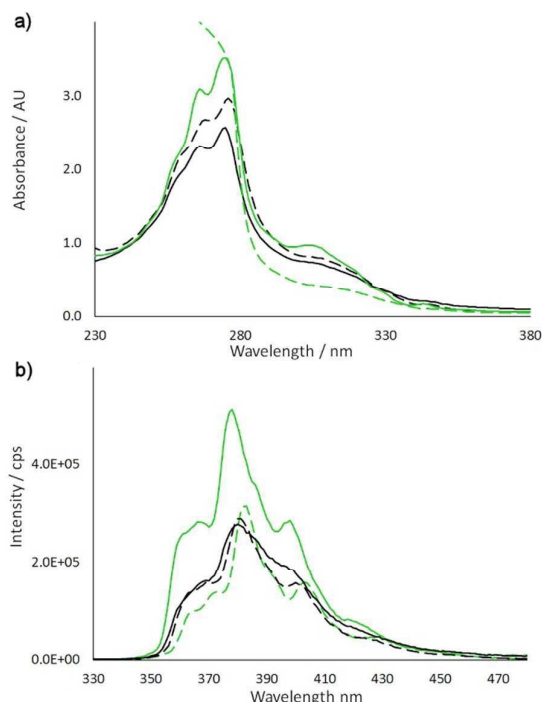 a)
Absorbance / AU
3.0
2.0
1.0
0.0
230 280 330 380
Wavelength / nm
b)
Intensity / cps
4.0E+05
2.0E+05
0.0E+00
330 350 370 390 410 430 450 470
Wavelength nm